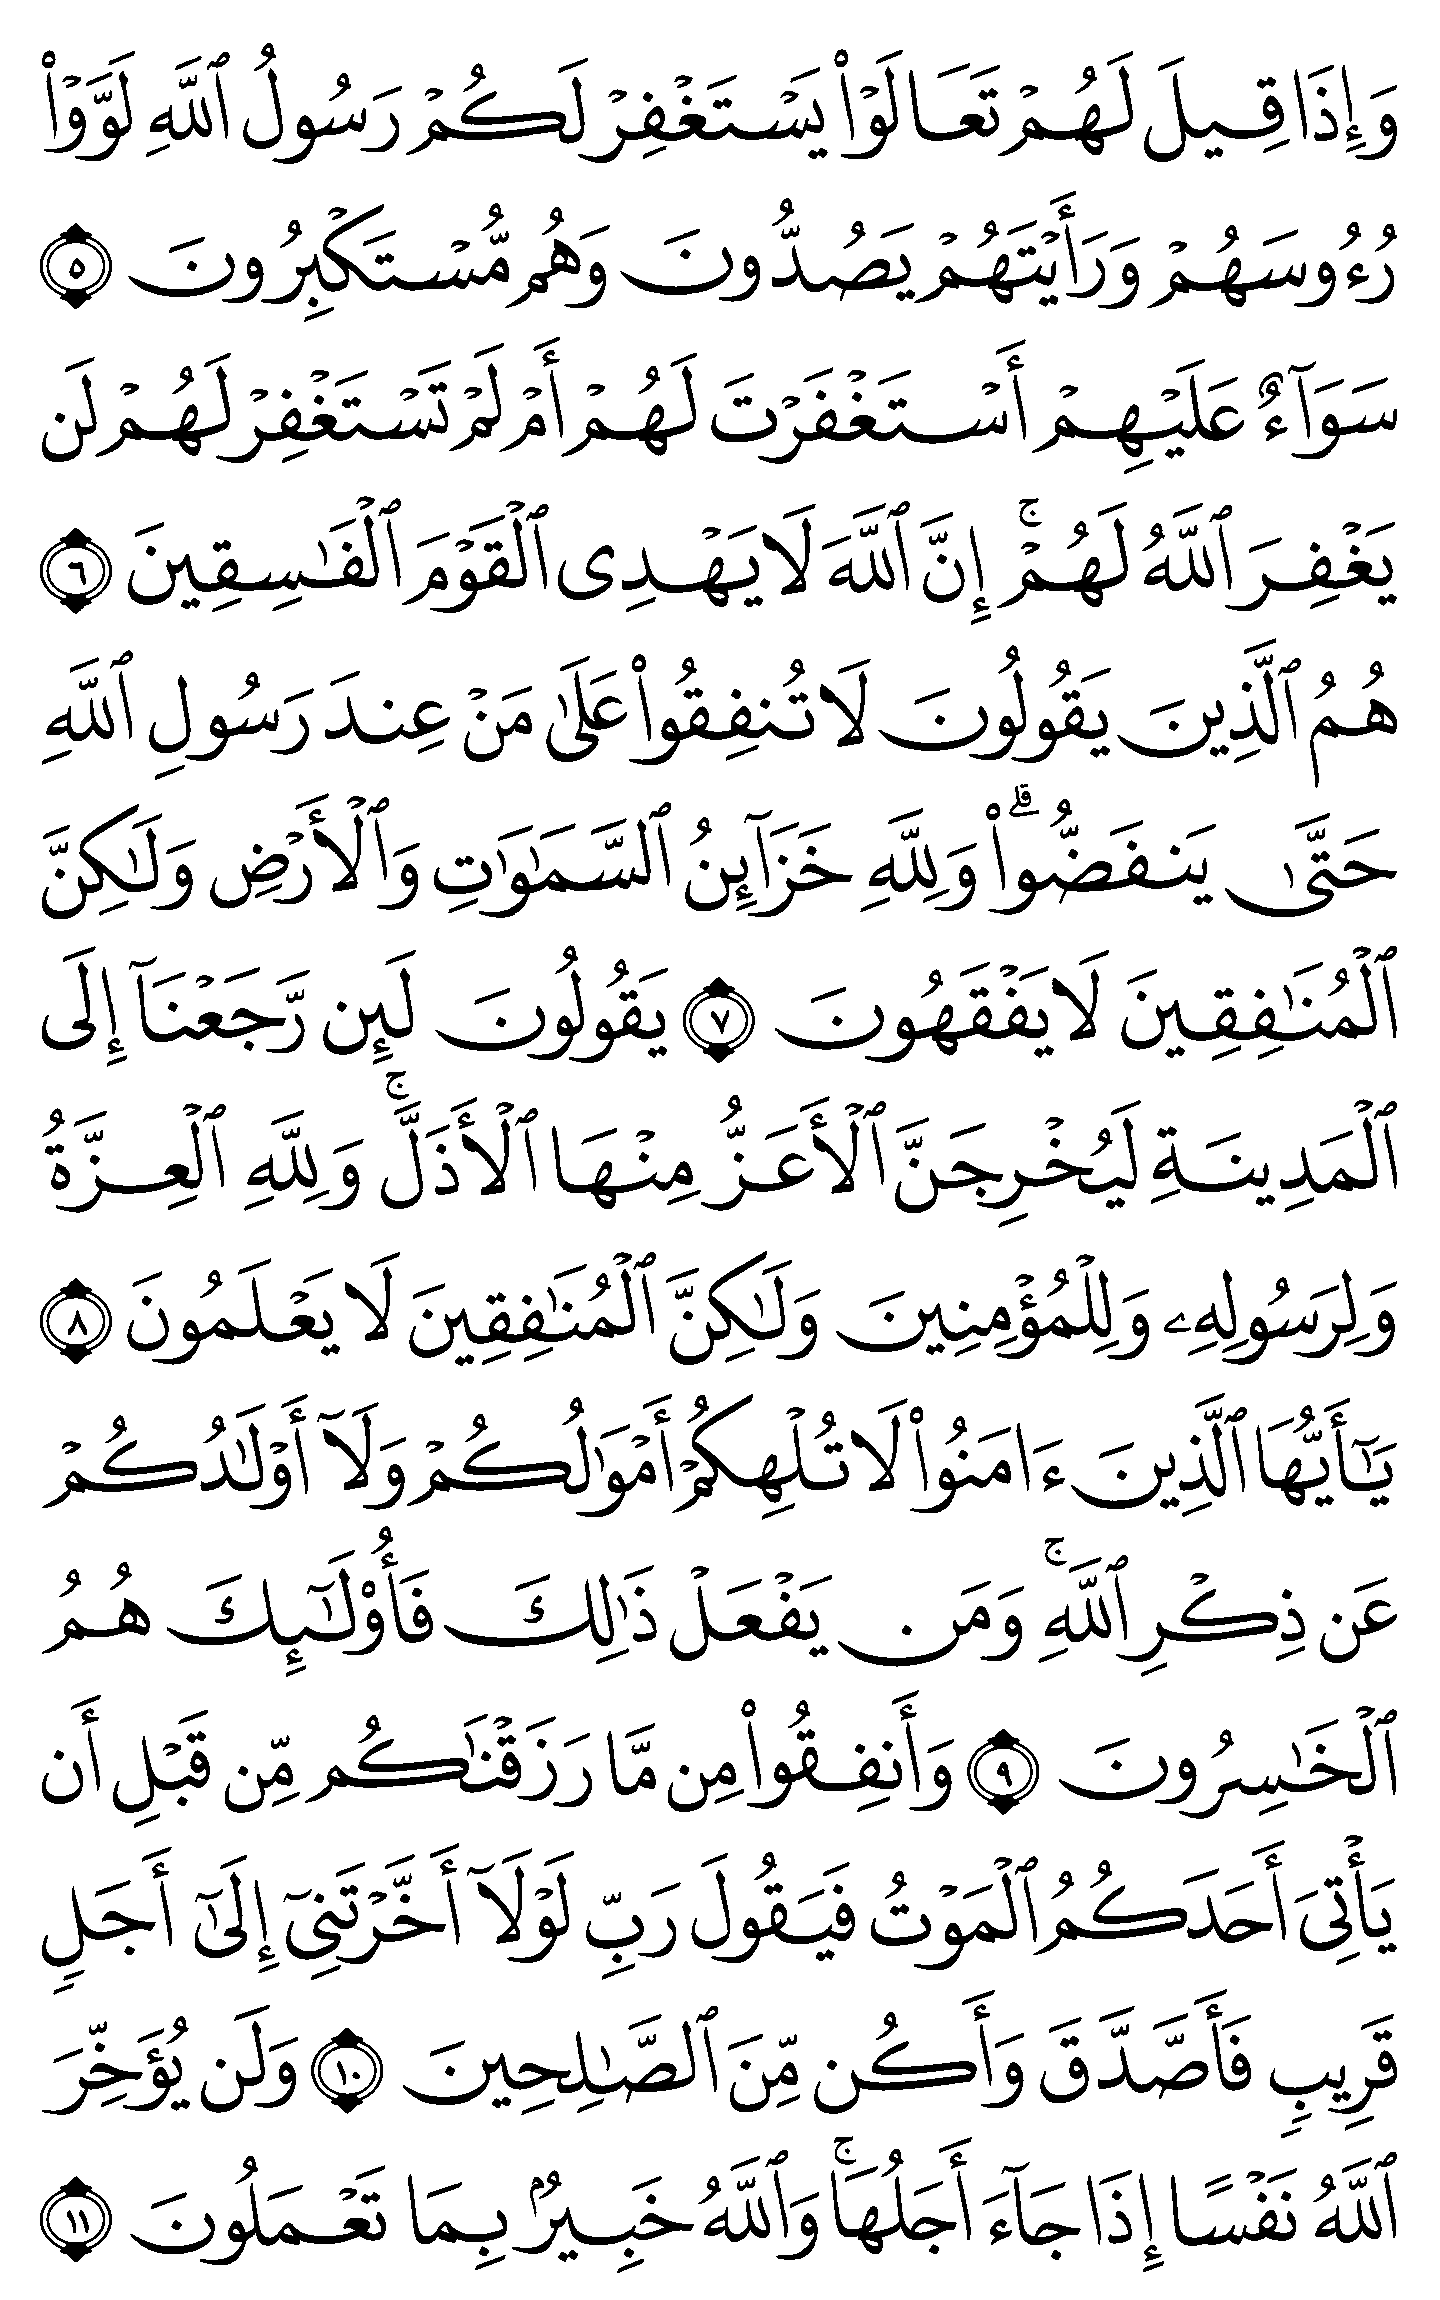 وَإِذَا قِيلَ لَهُمۡ تَعَالَوۡاْ يَسۡتَغۡفِرۡ لَكُمۡ رَسُولُ ٱللَّهِ لَوَّوۡاْ
رُءُوسَهُمۡ وَرَأَيۡتَهُمۡ يَصُدُّونَ وَهُم مُّسۡتَكۡبِرُونَ ٥
سَوَآءٌ عَلَيۡهِمۡ أَسۡتَغۡفَرۡتَ لَهُمۡ أَمۡ لَمۡ تَسۡتَغۡفِرۡ لَهُمۡ لَن
يَغۡفِرَ ٱللَّهُ لَهُمۡۚ إِنَّ ٱللَّهَ لَا يَهۡدِى ٱلۡقَوۡمَ ٱلۡفَٰسِقِينَ ٦
هُمُ ٱلَّذِينَ يَقُولُونَ لَا تُنفِقُواْ عَلَىٰ مَنۡ عِندَ رَسُولِ ٱللَّهِ
حَتَّىٰ يَنفَضُّواْۗ وَلِلَّهِ خَزَآئِنُ ٱلسَّمَٰوَٰتِ وَٱلۡأَرۡضِ وَلَٰكِنَّ
ٱلۡمُنَٰفِقِينَ لَا يَفۡقَهُونَ ٧ يَقُولُونَ لَئِن رَّجَعۡنَآ إِلَى
ٱلۡمَدِينَةِ لَيُخۡرِجَنَّ ٱلۡأَعَزُّ مِنۡهَا ٱلۡأَذَلَّۚ وَلِلَّهِ ٱلۡعِزَّةُ
وَلِرَسُولِهِۦ وَلِلۡمُؤۡمِنِينَ وَلَٰكِنَّ ٱلۡمُنَٰفِقِينَ لَا يَعۡلَمُونَ ٨
يَٰٓأَيُّهَا ٱلَّذِينَ ءَامَنُواْ لَا تُلۡهِكُمۡ أَمۡوَٰلُكُمۡ وَلَآ أَوۡلَٰدُكُمۡ
عَن ذِكۡرِ ٱللَّهِۚ وَمَن يَفۡعَلۡ ذَٰلِكَ فَأُوْلَٰٓئِكَ هُمُ
ٱلۡخَٰسِرُونَ ٩ وَأَنفِقُواْ مِن مَّا رَزَقۡنَٰكُم مِّن قَبۡلِ أَن
يَأۡتِىَ أَحَدَكُمُ ٱلۡمَوۡتُ فَيَقُولَ رَبِّ لَوۡلَآ أَخَّرۡتَنِىٓ إِلَىٰٓ أَجَلٍ
قَرِيبٍ فَأَصَّدَّقَ وَأَكُن مِّنَ ٱلصَّٰلِحِينَ ١٠ وَلَن يُؤَخِّرَ
ٱللَّهُ نَفۡسًا إِذَا جَآءَ أَجَلُهَاۚ وَٱللَّهُ خَبِيرُۢ بِمَا تَعۡمَلُونَ ١١